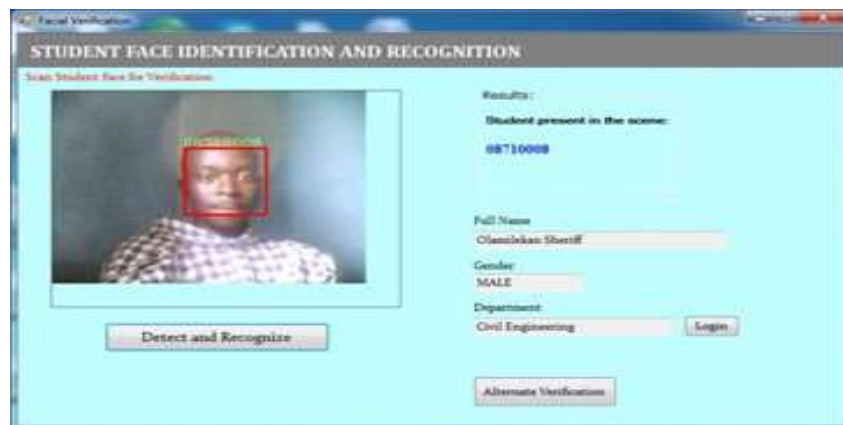 Facial Verification
STUDENT FACE IDENTIFICATION AND RECOGNITION
Scan Student Face for Verification
Results:
Student present in the scene:
08710008
08710008
Full Name
Olamilekan Sheriff
Gender
MALE
Department
Civil Engineering
Login
Detect and Recognize
Alternate Verification